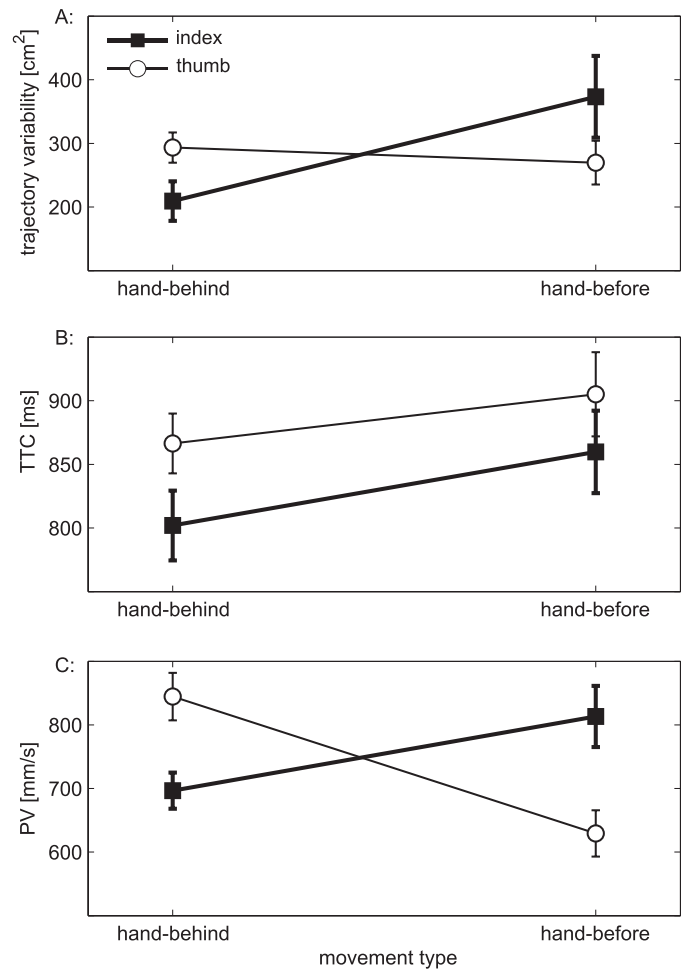 A:
index
thumb
trajectory variability [cm²]
400
300
200
hand-behind hand-before
B:
TTC [ms]
900
850
800
hand-behind hand-before
C:
PV [mm/s]
800
700
600
hand-behind hand-before
movement type